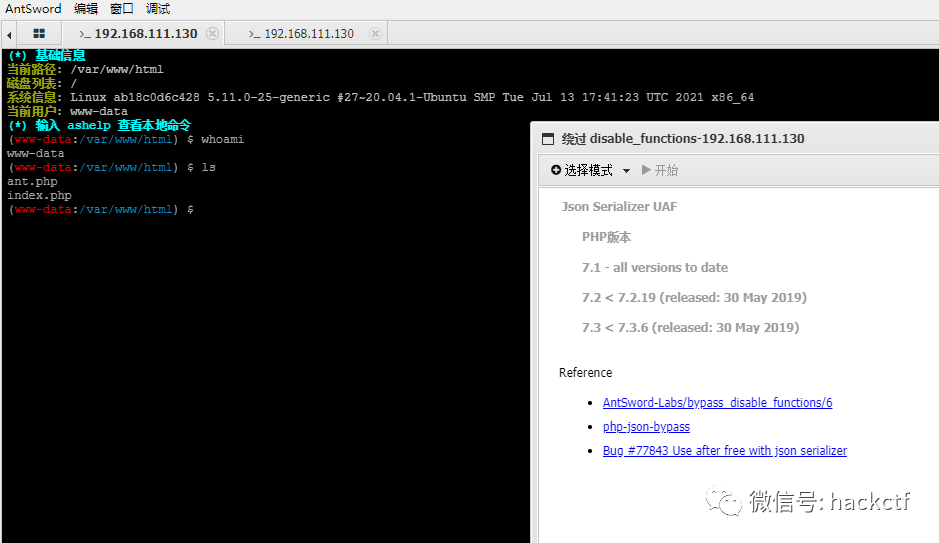 AntSword 编辑 窗口 调试
>_ 192.168.111.130
>_ 192.168.111.130
(*) 基础信息
当前路径: /var/www/html
磁盘列表: /
系统信息: Linux ab18c0d6c428 5.11.0-25-generic #27~20.04.1-Ubuntu SMP Tue Jul 13 17:41:23 UTC 2021 x86_64
当前用户: www-data
(*) 输入 ashelp 查看本地命令
(www-data:/var/www/html) $ whoami
www-data
(www-data:/var/www/html) $ ls
ant.php
index.php
(www-data:/var/www/html) $
绕过 disable_functions-192.168.111.130
选择模式 开始
Json Serializer UAF
PHP版本
7.1 - all versions to date
7.2 < 7.2.19 (released: 30 May 2019)
7.3 < 7.3.6 (released: 30 May 2019)
Reference
AntSword-Labs/bypass_disable_functions/6
php-json-bypass
Bug #77843 Use after free with json serializer
微信号: hackctf